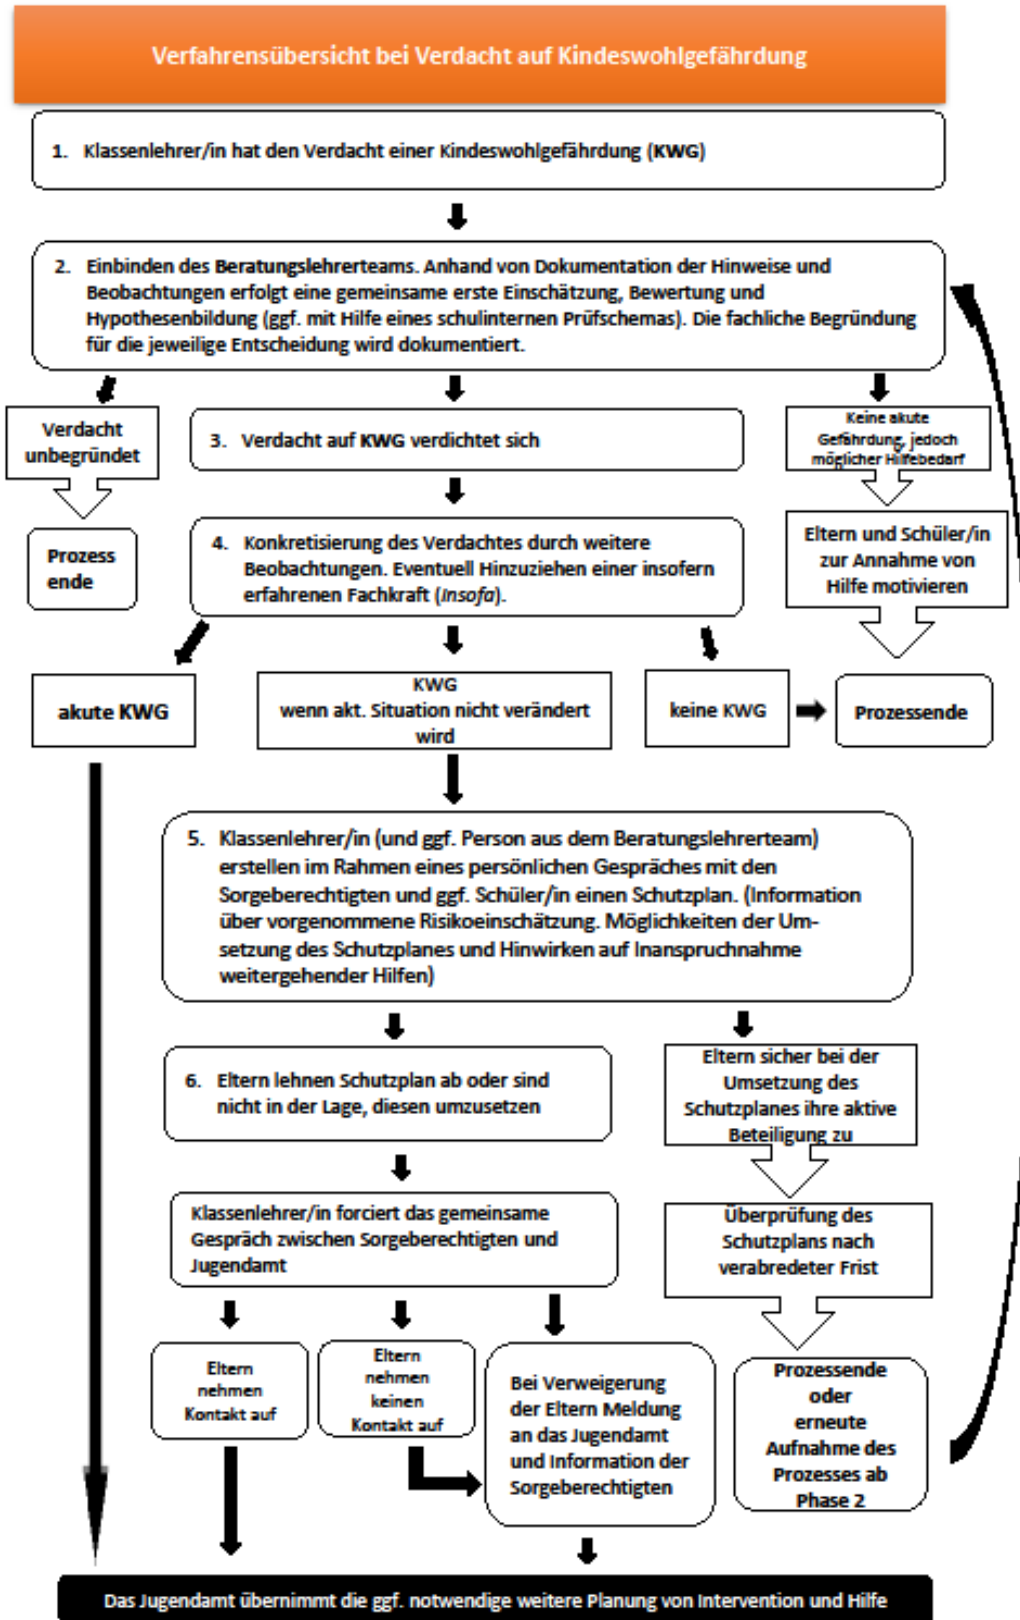 Verfahrensübersicht bei Verdacht auf Kindeswohlgefährdung
1. Klassenlehrer/in hat den Verdacht einer Kindeswohlgefährdung (KWG)
2. Einbinden des Beratungslehrerteams. Anhand von Dokumentation der Hinweise und
Beobachtungen erfolgt eine gemeinsame erste Einschätzung, Bewertung und
Hypothesenbildung (ggf. mit Hilfe eines schulinternen Prüfschemas). Die fachliche Begründung
für die jeweilige Entscheidung wird dokumentiert.
Verdacht
unbegründet
3. Verdacht auf KWG verdichtet sich
Keine akute
Gefährdung, jedoch
möglicher Hilfebedarf
Prozess
ende
4. Konkretisierung des Verdachtes durch weitere
Beobachtungen. Eventuell Hinzuziehen einer insofern
erfahrenen Fachkraft (Insofa).
Eltern und Schüler/in
zur Annahme von
Hilfe motivieren
akute KWG
KWG
wenn akt. Situation nicht verändert
wird
keine KWG
Prozessende
5. Klassenlehrer/in (und ggf. Person aus dem Beratungslehrerteam)
erstellen im Rahmen eines persönlichen Gespräches mit den
Sorgeberechtigten und ggf. Schüler/in einen Schutzplan. (Information
über vorgenommene Risikoeinschätzung. Möglichkeiten der Um-
setzung des Schutzplanes und Hinwirken auf Inanspruchnahme
weitergehender Hilfen)
6. Eltern lehnen Schutzplan ab oder sind
nicht in der Lage, diesen umzusetzen
Eltern sicher bei der
Umsetzung des
Schutzplanes ihre aktive
Beteiligung zu
Klassenlehrer/in forciert das gemeinsame
Gespräch zwischen Sorgeberechtigten und
Jugendamt
Überprüfung des
Schutzplans nach
verabredeter Frist
Eltern
nehmen
Kontakt auf
Eltern
nehmen
keinen
Kontakt auf
Bei Verweigerung
der Eltern Meldung
an das Jugendamt
und Information der
Sorgeberechtigten
Prozessende
oder
erneute
Aufnahme des
Prozesses ab
Phase 2
Das Jugendamt übernimmt die ggf. notwendige weitere Planung von Intervention und Hilfe